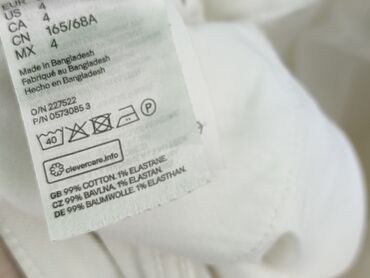 US 4
CA 4
CN 165/68A
MX 4
Made in Bangladesh
Fabriqué au Bangladesh
Hecho en Bangladesh
O/N 227522
P/N 0573085 3
40 P
clevercare.info
GB 99% COTTON, 1% ELASTANE
CZ 99% BAVLNA, 1% ELASTAN
DE 99% BAUMWOLLE, 1% ELASTHAN